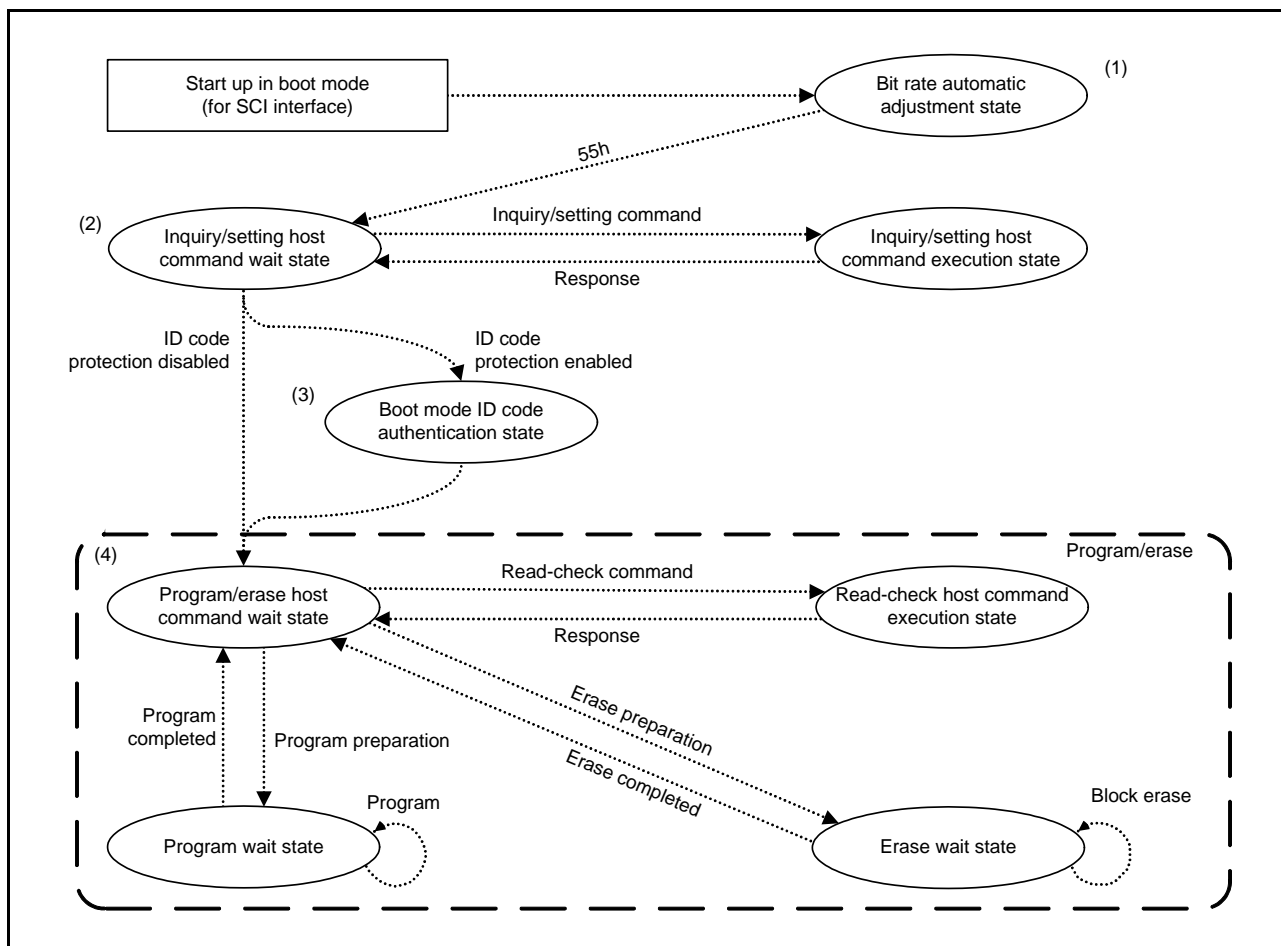 Start up in boot mode
(for SCI interface)
(1)
Bit rate automatic
adjustment state
55h
(2)
Inquiry/setting host
command wait state
Inquiry/setting command
Response
Inquiry/setting host
command execution state
ID code
protection disabled
ID code
protection enabled
(3)
Boot mode ID code
authentication state
(4)
Program/erase
Program/erase host
command wait state
Read-check command
Response
Read-check host command
execution state
Program
completed
Program preparation
Erase preparation
Erase completed
Program
Program wait state
Block erase
Erase wait state